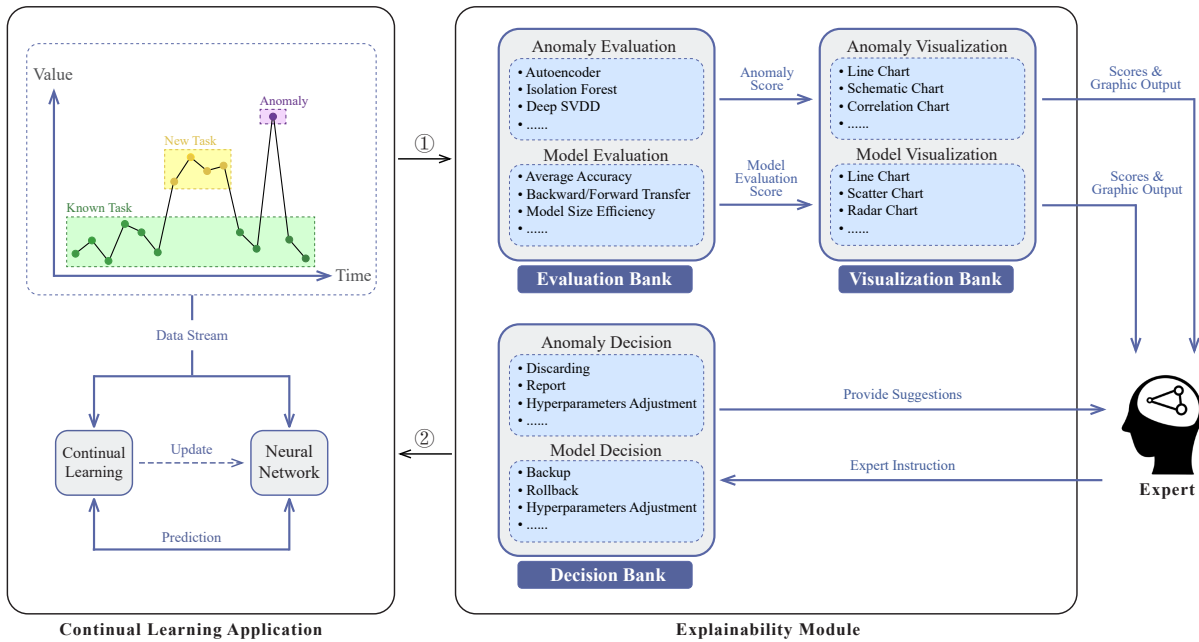 Value
Anomaly
New Task
Known Task
Time
Data Stream
Continual
Learning
Update
Neural
Network
Prediction
Continual Learning Application
①
②
Anomaly Evaluation
• Autoencoder
• Isolation Forest
• Deep SVDD
• ......
Model Evaluation
• Average Accuracy
• Backward/Forward Transfer
• Model Size Efficiency
• ......
Evaluation Bank
Anomaly
Score
Model
Evaluation
Score
Anomaly Visualization
• Line Chart
• Schematic Chart
• Correlation Chart
• ......
Model Visualization
• Line Chart
• Scatter Chart
• Radar Chart
• ......
Visualization Bank
Scores &
Graphic Output
Scores &
Graphic Output
Anomaly Decision
• Discarding
• Report
• Hyperparameters Adjustment
• ......
Model Decision
• Backup
• Rollback
• Hyperparameters Adjustment
• ......
Decision Bank
Provide Suggestions
Expert Instruction
Expert
Explainability Module